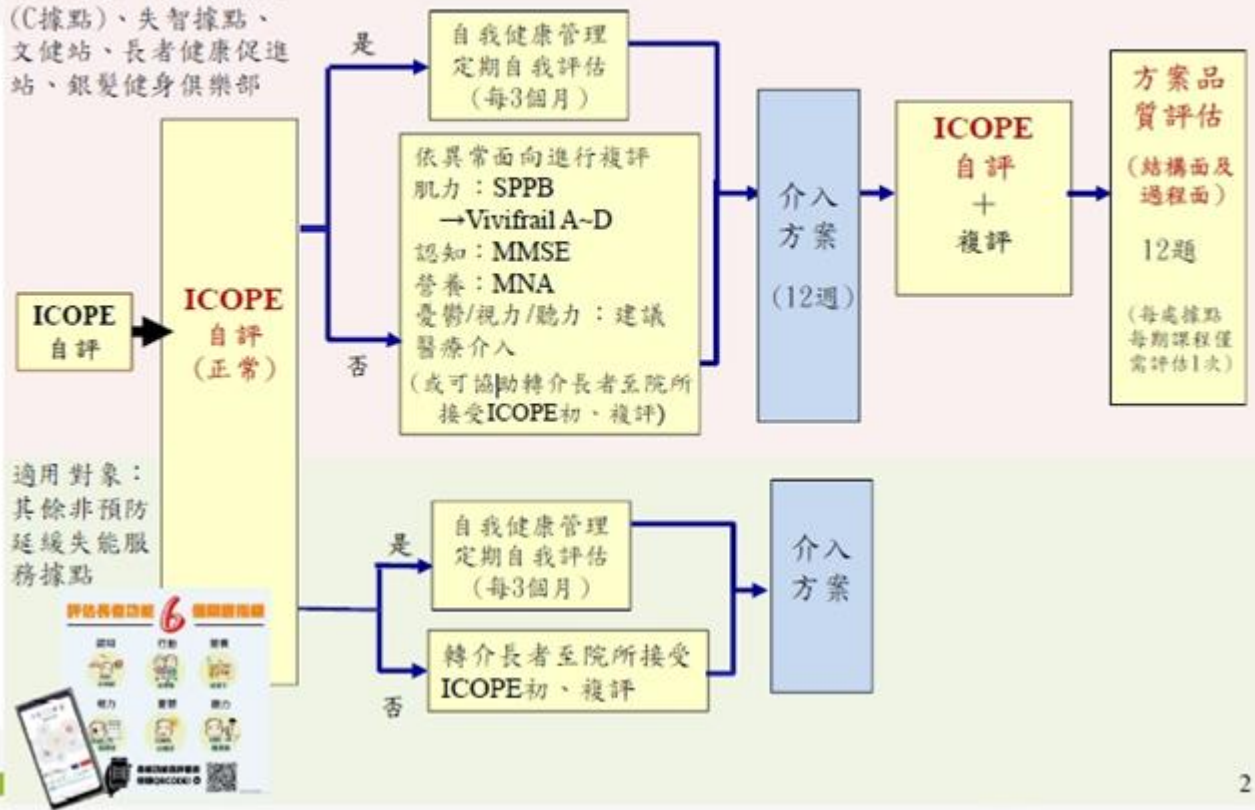 (C據點)、失智據點、
文健站、長者健康促進
站、銀髮健身俱樂部
ICOPE
自評
ICOPE
自評
(正常)
是
自我健康管理
定期自我評估
(每3個月)
否
依異常面向進行複評
肌力：SPPB
→Vivifrail A~D
認知：MMSE
營養：MNA
憂鬱/視力/聽力：建議
醫療介入
(或可協助轉介長者至院所
接受ICOPE初、複評)
介入
方案
(12週)
ICOPE
自評
＋
複評
方案品
質評估
(結構面及
過程面)
12題
(每處據點
每期課程僅
需評估1次)
適用對象：
其餘非預防
延緩失能服
務據點
是
自我健康管理
定期自我評估
(每3個月)
否
轉介長者至院所接受
ICOPE初、複評
介入
方案
評估長者功能 6
認知 行動 營養
視力 憂鬱 聽力
2